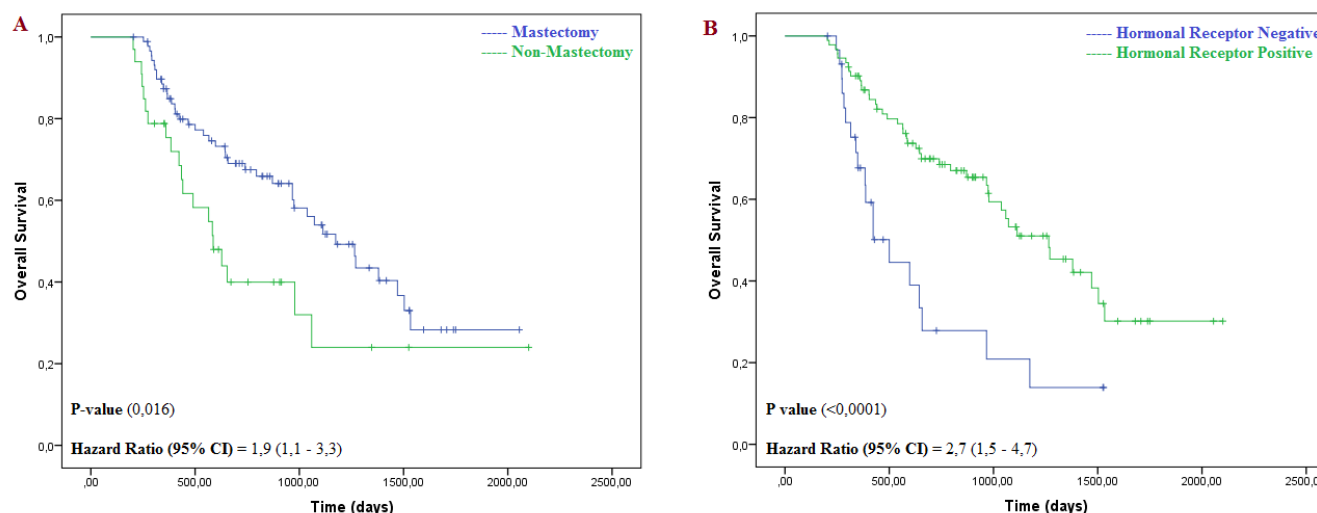 A
Mastectomy
Non-Mastectomy
1,0
0,8
0,6
0,4
0,2
0,0
Overall Survival
P-value (0,016)
Hazard Ratio (95% CI) = 1,9 (1,1 - 3,3)
,00 500,00 1000,00 1500,00 2000,00 2500,00
Time (days)
B
Hormonal Receptor Negative
Hormonal Receptor Positive
1,0
0,8
0,6
0,4
0,2
0,0
Overall Survival
P value (<0,0001)
Hazard Ratio (95% CI) = 2,7 (1,5 - 4,7)
,00 500,00 1000,00 1500,00 2000,00 2500,00
Time (days)